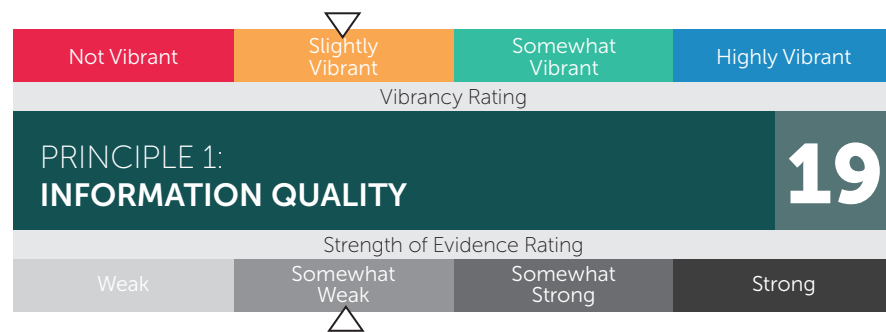 Not Vibrant
Slightly
Vibrant
Somewhat
Vibrant
Highly Vibrant
Vibrancy Rating
PRINCIPLE 1:
INFORMATION QUALITY
19
Strength of Evidence Rating
Weak
Somewhat
Weak
Somewhat
Strong
Strong